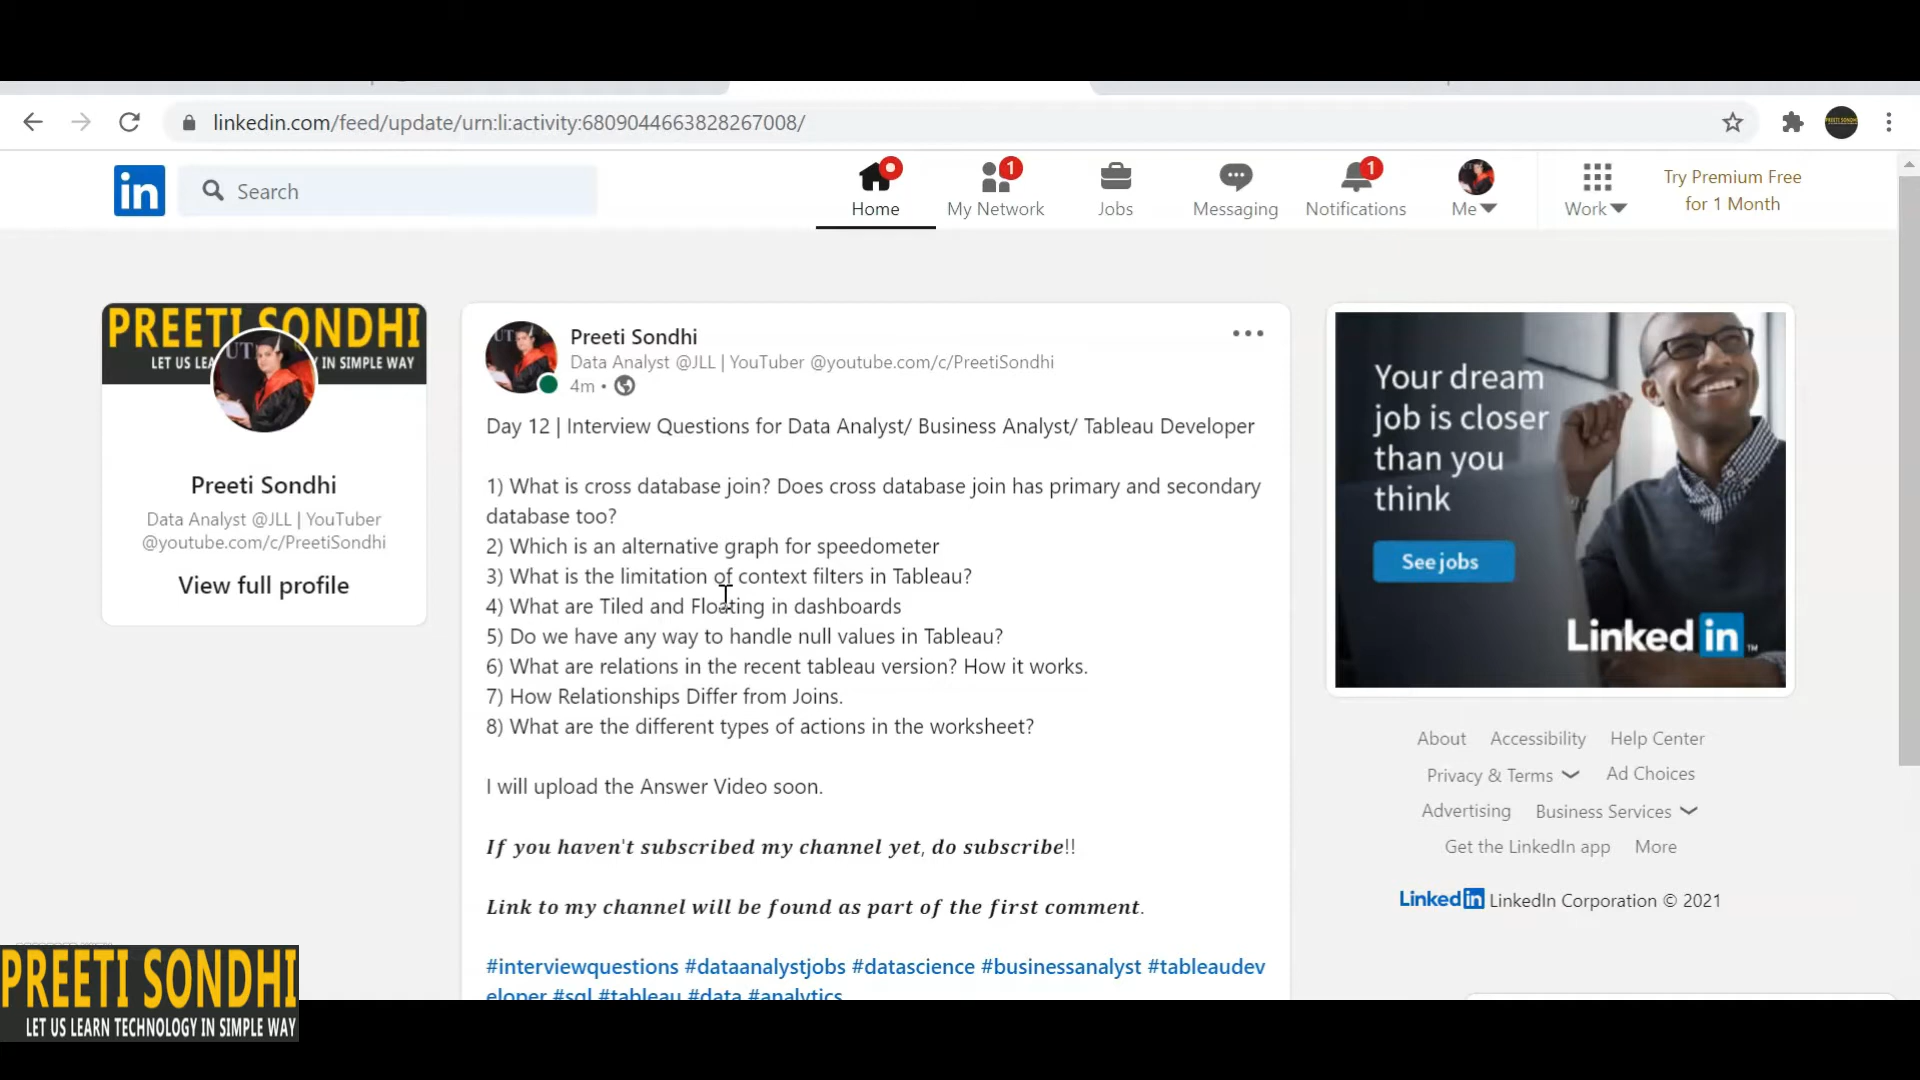 linkedin.com/feed/update/urn:li:activity:6809044663828267008/
in
Search
Home
1
My Network
Jobs
Messaging
1
Notifications
Me
Work
Try Premium Free
for 1 Month
PREETI SONDHI
LET US LEA
IN SIMPLE WAY
Preeti Sondhi
Data Analyst @JLL | YouTuber
@youtube.com/c/PreetiSondhi
View full profile
Preeti Sondhi
Data Analyst @JLL | YouTuber @youtube.com/c/PreetiSondhi
4m •
Day 12 | Interview Questions for Data Analyst/ Business Analyst/ Tableau Developer
1) What is cross database join? Does cross database join has primary and secondary
database too?
2) Which is an alternative graph for speedometer
3) What is the limitation of context filters in Tableau?
4) What are Tiled and Floating in dashboards
5) Do we have any way to handle null values in Tableau?
6) What are relations in the recent tableau version? How it works.
7) How Relationships Differ from Joins.
8) What are the different types of actions in the worksheet?
I will upload the Answer Video soon.
If you haven't subscribed my channel yet, do subscribe!!
Link to my channel will be found as part of the first comment.
#interviewquestions #dataanalystjobs #datascience #businessanalyst #tableaudev
eloper #sql #tableau #data #analytics
Your dream
job is closer
than you
think
See jobs
Linked in
About Accessibility Help Center
Privacy & Terms Ad Choices
Advertising Business Services
Get the LinkedIn app More
Linked in LinkedIn Corporation © 2021
PREETI SONDHI
LET US LEARN TECHNOLOGY IN SIMPLE WAY